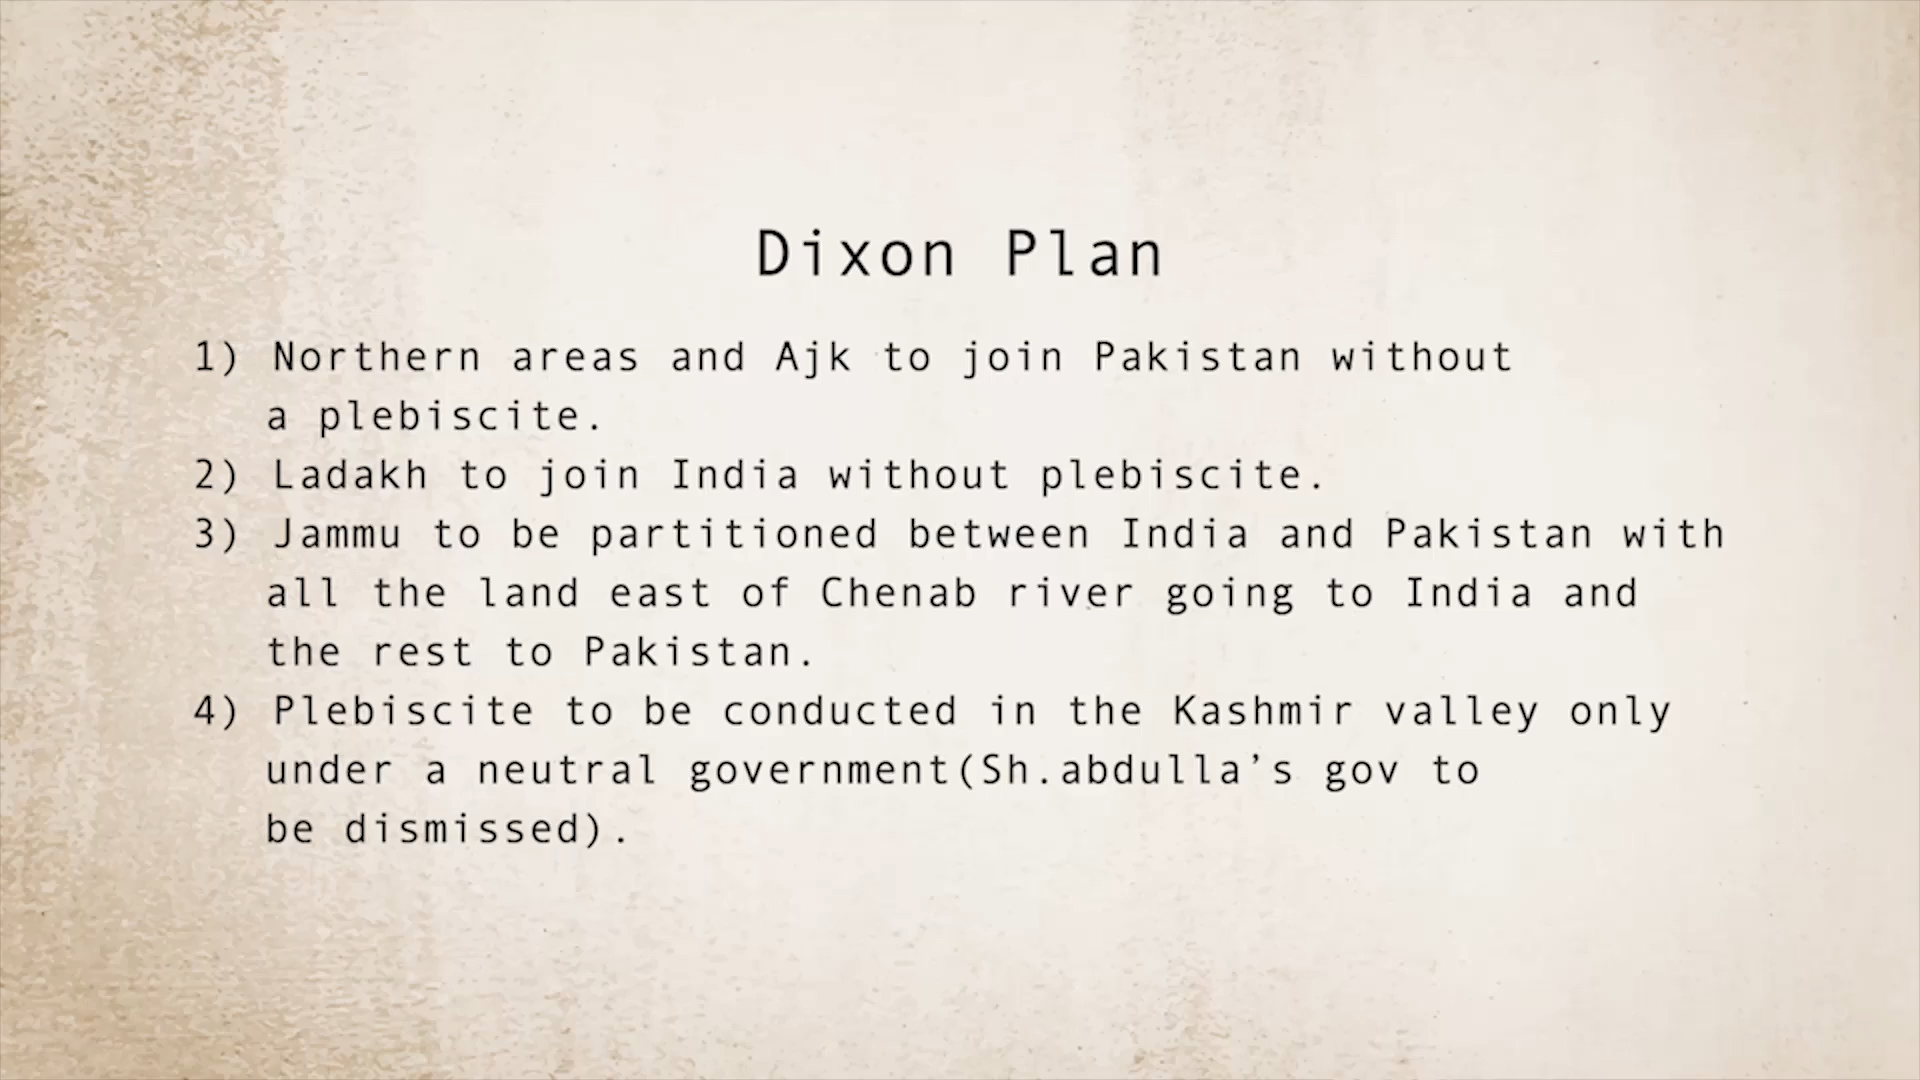 Dixon Plan
1) Northern areas and Ajk to join Pakistan without
a plebiscite.
2) Ladakh to join India without plebiscite.
3) Jammu to be partitioned between India and Pakistan with
all the land east of Chenab river going to India and
the rest to Pakistan.
4) Plebiscite to be conducted in the Kashmir valley only
under a neutral government(Sh.abdulla’s gov to
be dismissed).